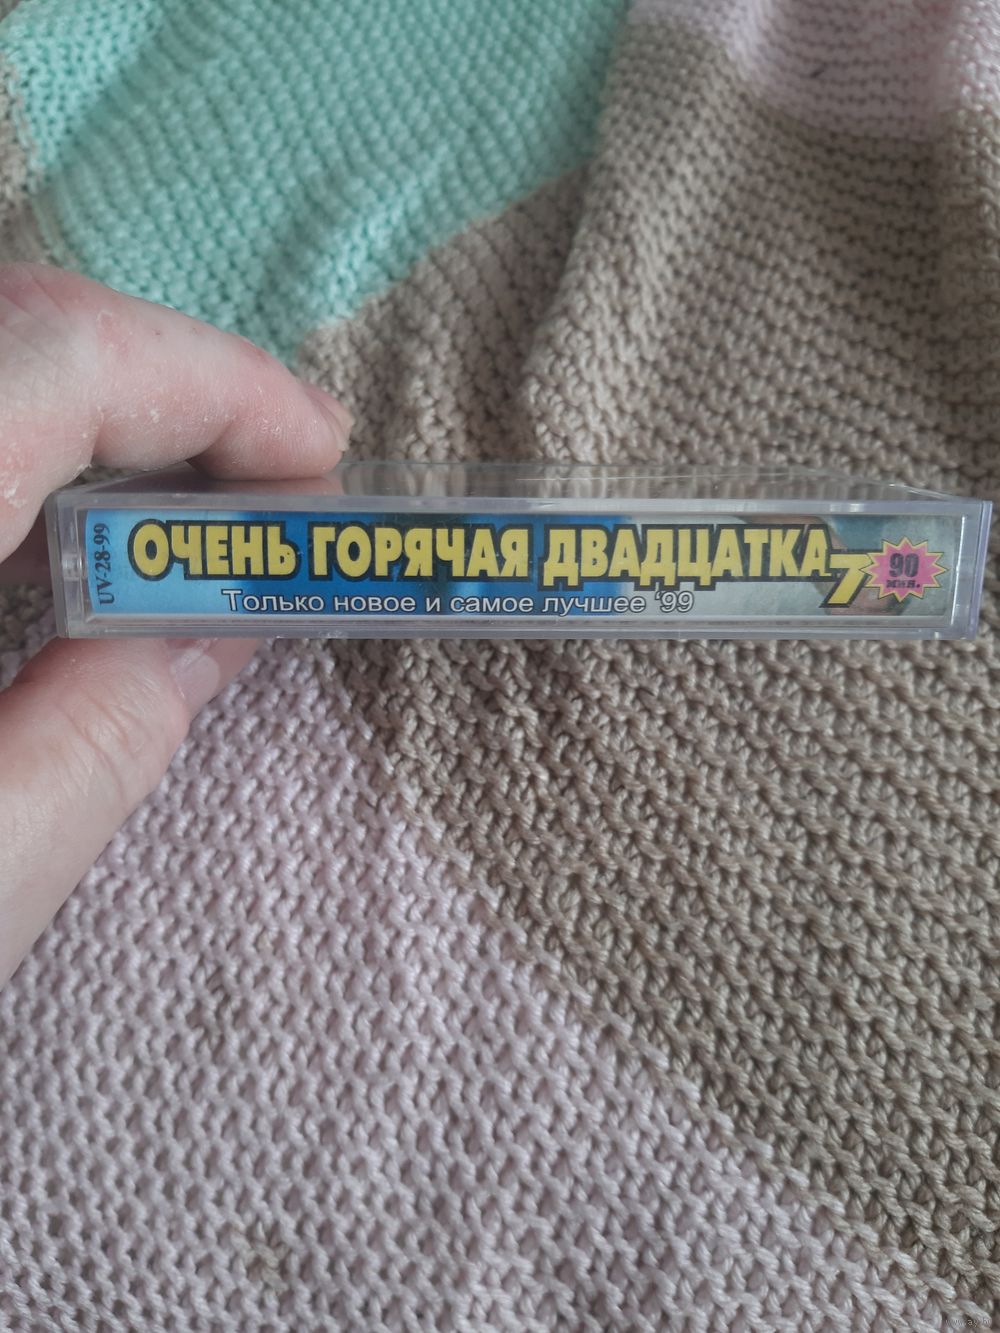 UV-28-99
ОЧЕНЬ ГОРЯЧАЯ ДВАДЦАТКА 7
90
мин.
Только новое и самое лучшее '99